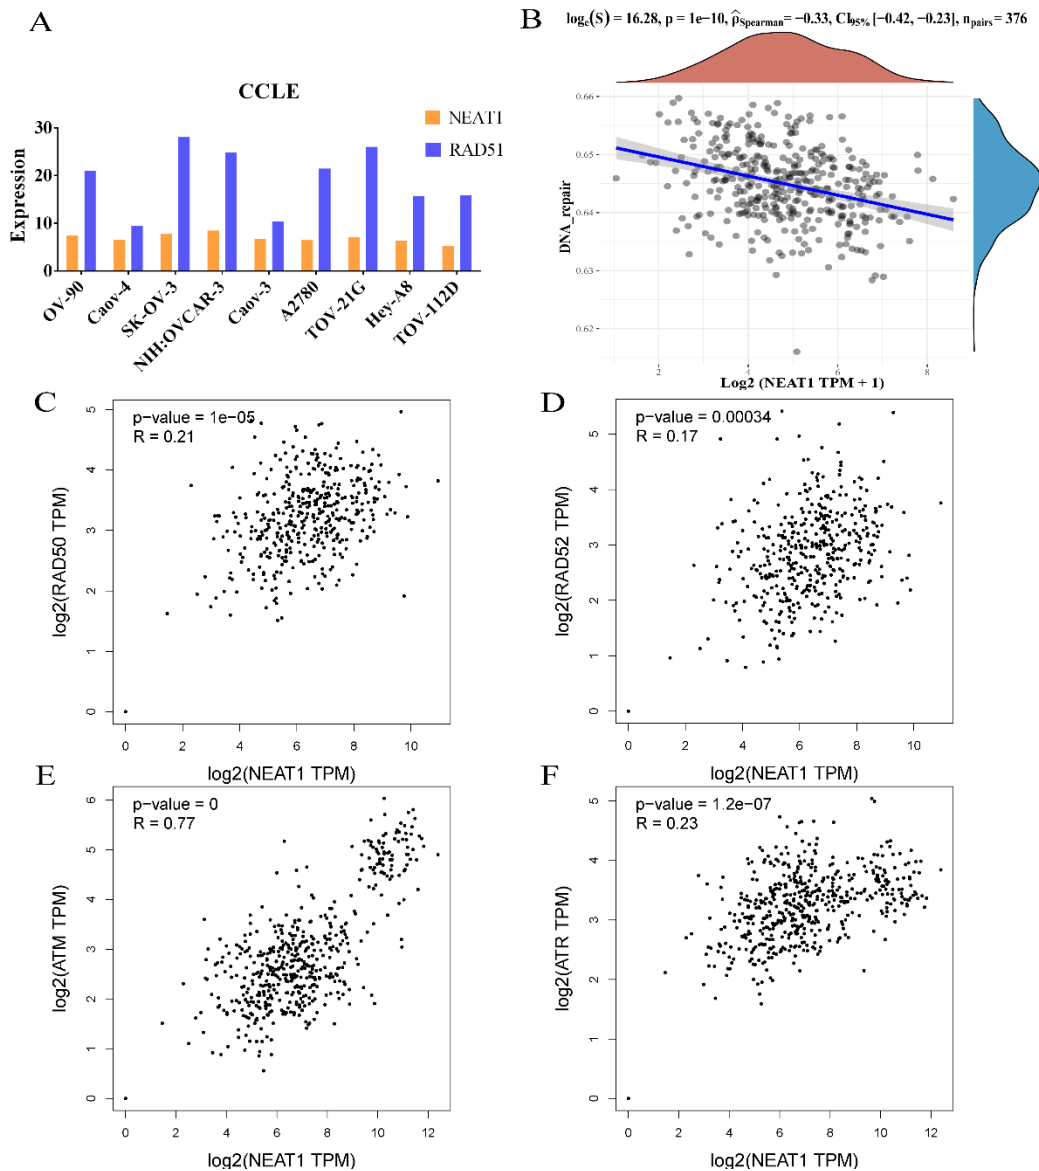 A
CCLE
NEAT1
RAD51
Expression
30
20
10
0
OV-90
Caov-4
SK-OV-3
NIH:OVCAR-3
Caov-3
A2780
TOV-21G
Hey-A8
TOV-112D
B
logₑ(S) = 16.28, p = 1e−10, ρ̂Spearman = −0.33, CI95% [−0.42, −0.23], npairs = 376
DNA_repair
0.66
0.65
0.64
0.63
0.62
2 4 6 8
Log2 (NEAT1 TPM + 1)
C
p−value = 1e−05
R = 0.21
log2(RAD50 TPM)
5
4
3
2
1
0
0 2 4 6 8 10
log2(NEAT1 TPM)
D
p−value = 0.00034
R = 0.17
log2(RAD52 TPM)
5
4
3
2
1
0
0 2 4 6 8 10
log2(NEAT1 TPM)
E
p−value = 0
R = 0.77
log2(ATM TPM)
6
5
4
3
2
1
0
0 2 4 6 8 10 12
log2(NEAT1 TPM)
F
p−value = 1.2e−07
R = 0.23
log2(ATR TPM)
5
4
3
2
1
0
0 2 4 6 8 10 12
log2(NEAT1 TPM)